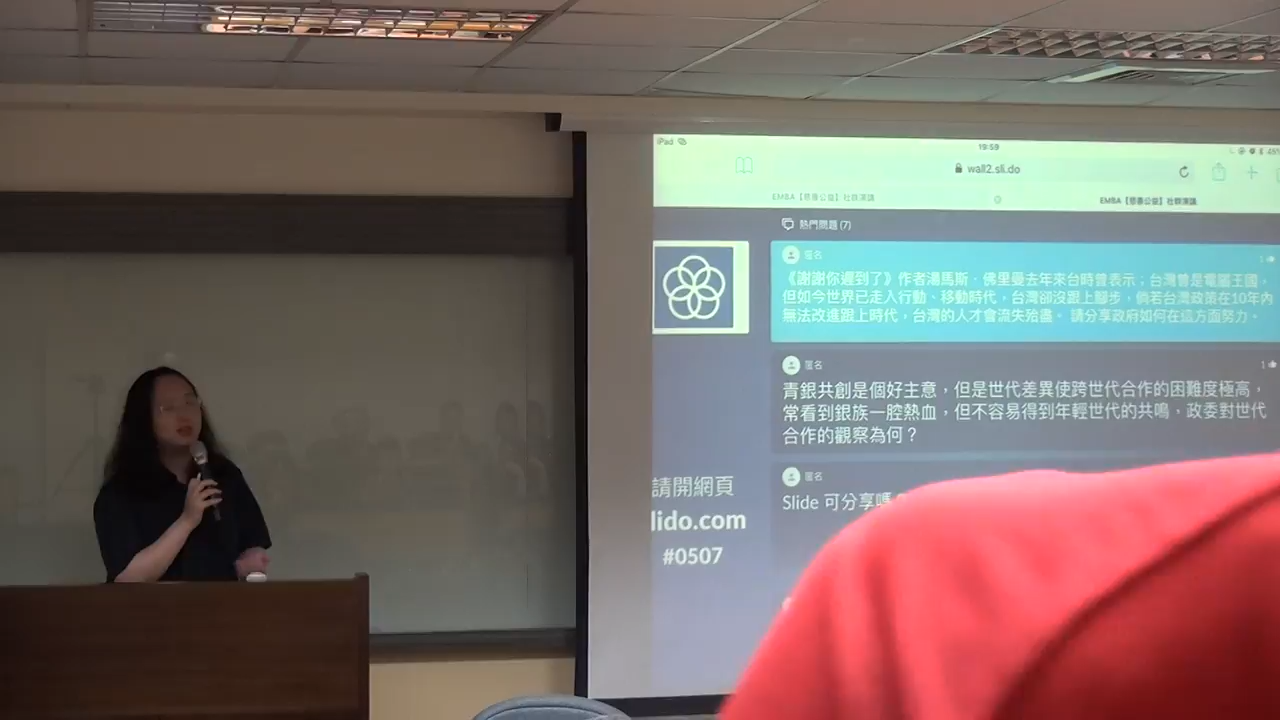 iPad
19:59
wall2.sli.do
EMBA【慈善公益】社群演講
EMBA【慈善公益】社群演講
熱門問題 (7)
匿名
《謝謝你遲到了》作者湯馬斯．佛里曼去年來台時曾表示；台灣曾是電腦王國，
但如今世界已走入行動、移動時代，台灣卻沒跟上腳步，倘若台灣政策在10年內
無法改進跟上時代，台灣的人才會流失殆盡。 請分享政府如何在這方面努力。
匿名
1
青銀共創是個好主意，但是世代差異使跨世代合作的困難度極高，
常看到銀族一腔熱血，但不容易得到年輕世代的共鳴，政委對世代
合作的觀察為何？
匿名
Slide 可分享嗎
請開網頁
lido.com
#0507